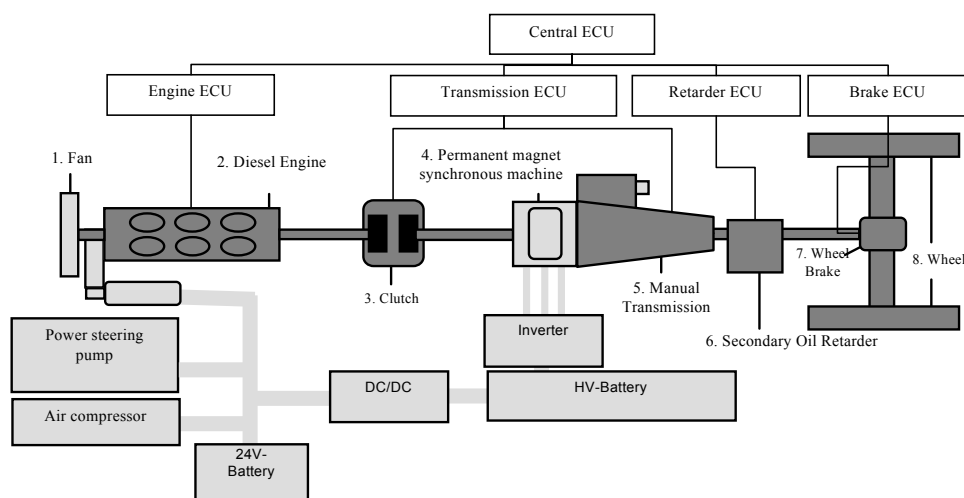 Central ECU
Engine ECU
Transmission ECU
Retarder ECU
Brake ECU
1. Fan
2. Diesel Engine
4. Permanent magnet
synchronous machine
3. Clutch
5. Manual
Transmission
7. Wheel
Brake
8. Wheel
6. Secondary Oil Retarder
Power steering
pump
Inverter
Air compressor
DC/DC
HV-Battery
24V-
Battery